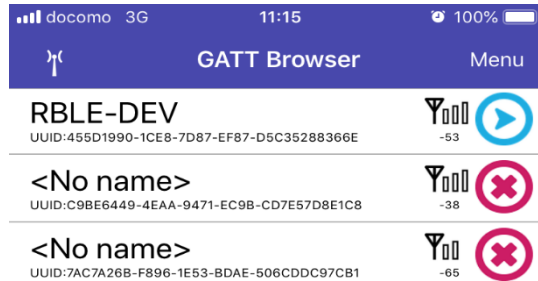 docomo 3G 11:15 100%
GATT Browser Menu
RBLE-DEV
UUID:455D1990-1CE8-7D87-EF87-D5C35288366E -53
<No name>
UUID:C9BE6449-4EAA-9471-EC9B-CD7E57D8E1C8 -38
<No name>
UUID:7AC7A26B-F896-1E53-BDAE-506CDDC97CB1 -65